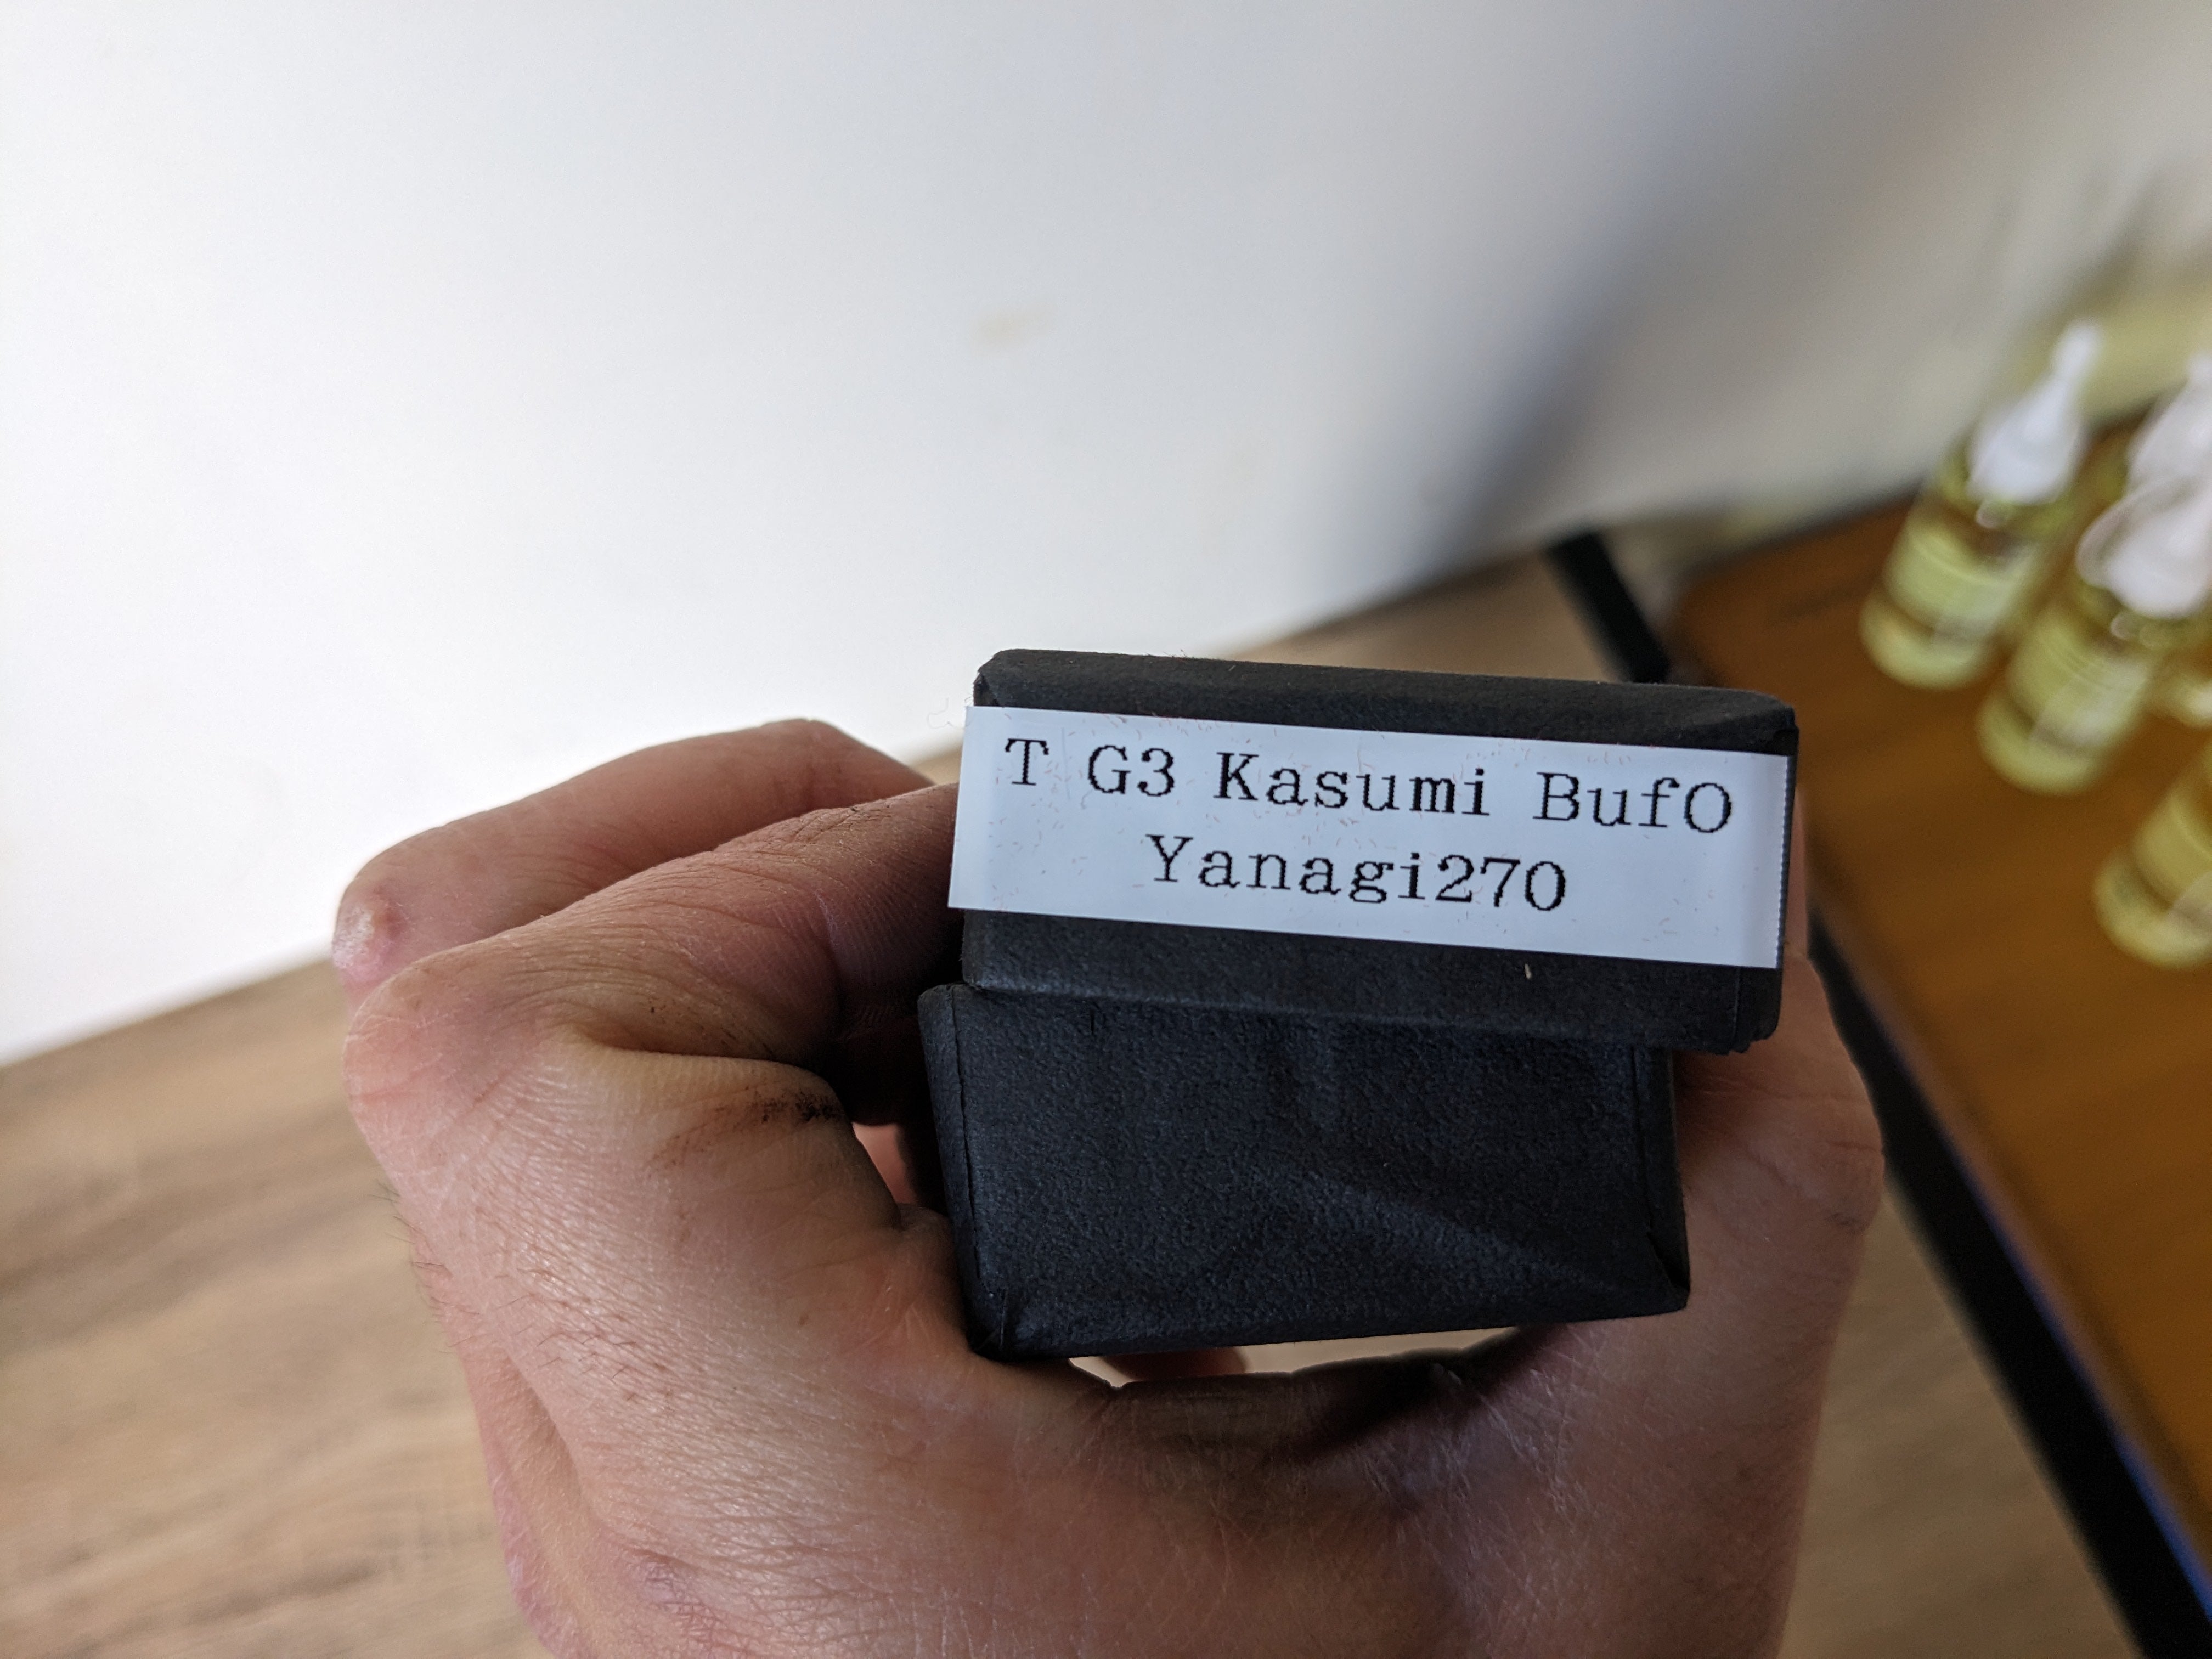 T G3 Kasumi BufO
Yanagi270